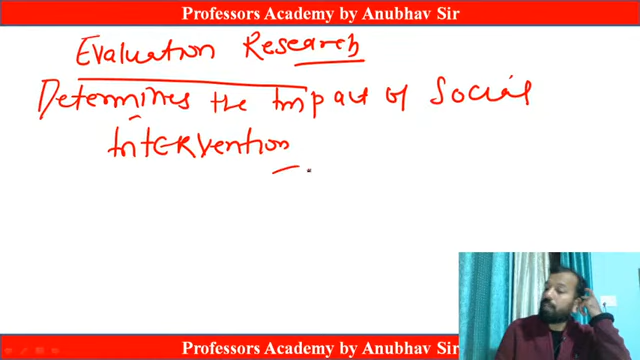 Professors Academy by Anubhav Sir
Evaluation Research
Determines the Impact of Social
Intervention
Professors Academy by Anubhav Sir